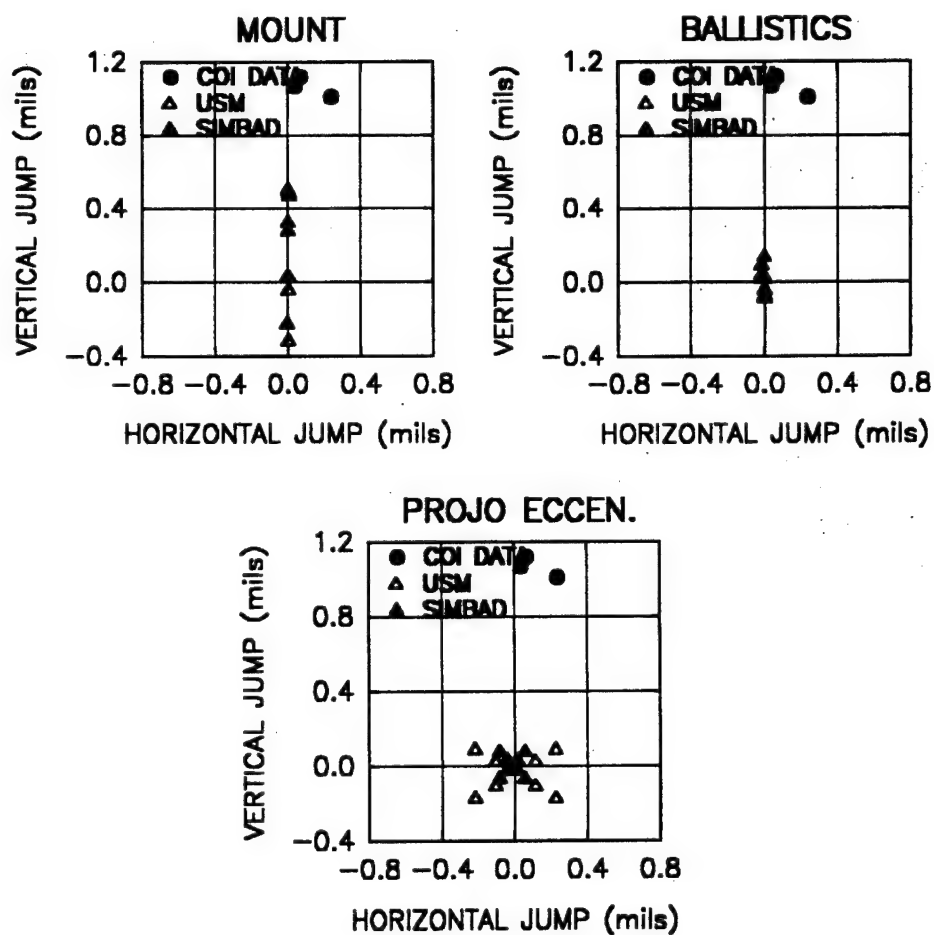 MOUNT
1.2
0.8
0.4
0.0
−0.4
VERTICAL JUMP (mils)
COI DATA
USM
SIMBAD
−0.8 −0.4 0.0 0.4 0.8
HORIZONTAL JUMP (mils)
BALLISTICS
1.2
0.8
0.4
0.0
−0.4
VERTICAL JUMP (mils)
COI DATA
USM
SIMBAD
−0.8 −0.4 0.0 0.4 0.8
HORIZONTAL JUMP (mils)
PROJO ECCEN.
1.2
0.8
0.4
0.0
−0.4
VERTICAL JUMP (mils)
COI DATA
USM
SIMBAD
−0.8 −0.4 0.0 0.4 0.8
HORIZONTAL JUMP (mils)